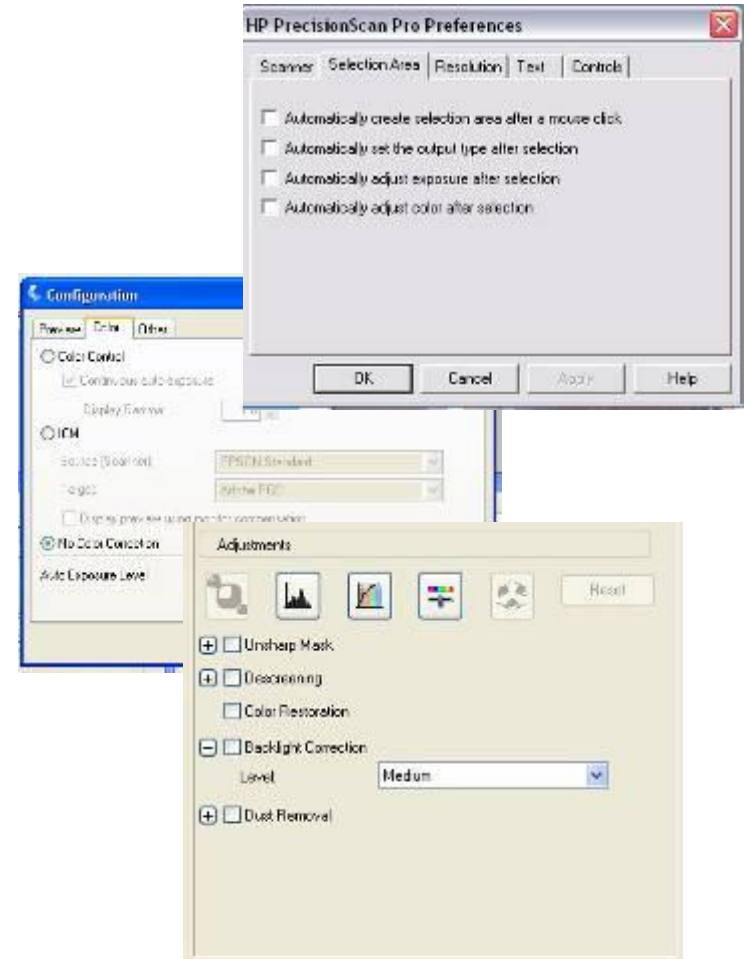 HP PrecisionScan Pro Preferences
Scanner Selection Area Resolution Text Controls
Automatically create selection area after a mouse click
Automatically set the output type after selection
Automatically adjust exposure after selection
Automatically adjust color after selection
OK Cancel Apply Help
Configuration
Preview Color Other
Color Control
Continuous auto exposure
Display Gamma
ICM
Source (Scanner): EPSON Standard
Target: Adobe RGB
Display preview using monitor compensation
No Color Correction
Auto Exposure Level
Adjustments
Reset
Unsharp Mask
Descreening
Color Restoration
Backlight Correction
Level: Medium
Dust Removal